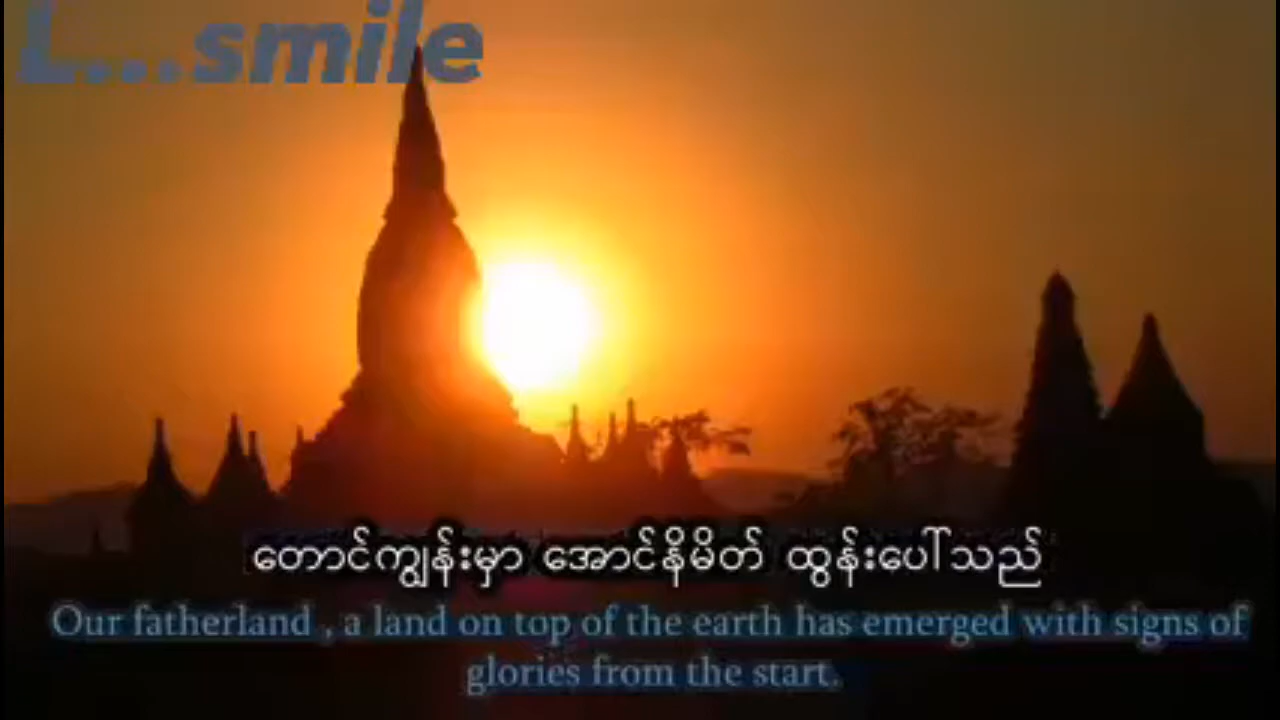 L...smile
တောင်ကျွန်းမှာ အောင်နိမိတ် ထွန်းပေါ်သည်
Our fatherland , a land on top of the earth has emerged with signs of
glories from the start.